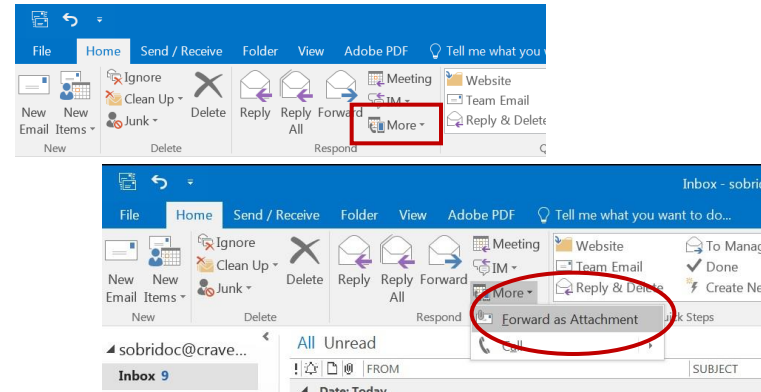 File Home Send / Receive Folder View Adobe PDF Tell me what you
Ignore
Clean Up
Junk
New Email
New Items
Delete
Reply
Reply All
Forward
Meeting
IM
More
Website
Team Email
Reply & Delete
New Delete Respond
Inbox - sobrid
File Home Send / Receive Folder View Adobe PDF Tell me what you want to do...
Ignore
Clean Up
Junk
New Email
New Items
Delete
Reply
Reply All
Forward
Meeting
IM
More
Website
Team Email
Reply & Delete
To Manag
Done
Create Ne
New Delete Respond Steps
Forward as Attachment
Call
sobridoc@crave...
Inbox 9
All Unread
! FROM SUBJECT
Date: Today